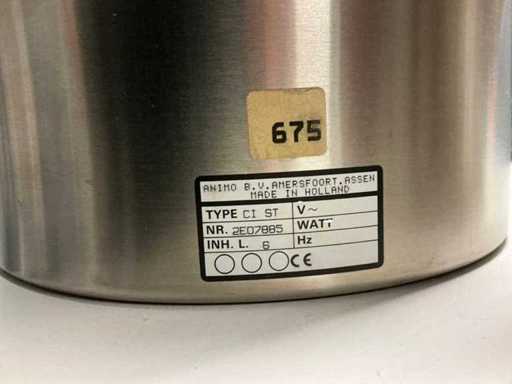 675
ANIMO B.V. AMERSFOORT. ASSEN
MADE IN HOLLAND
TYPE CI ST V~
NR. 2E07885 WATT
INH. L. 6 Hz
CE